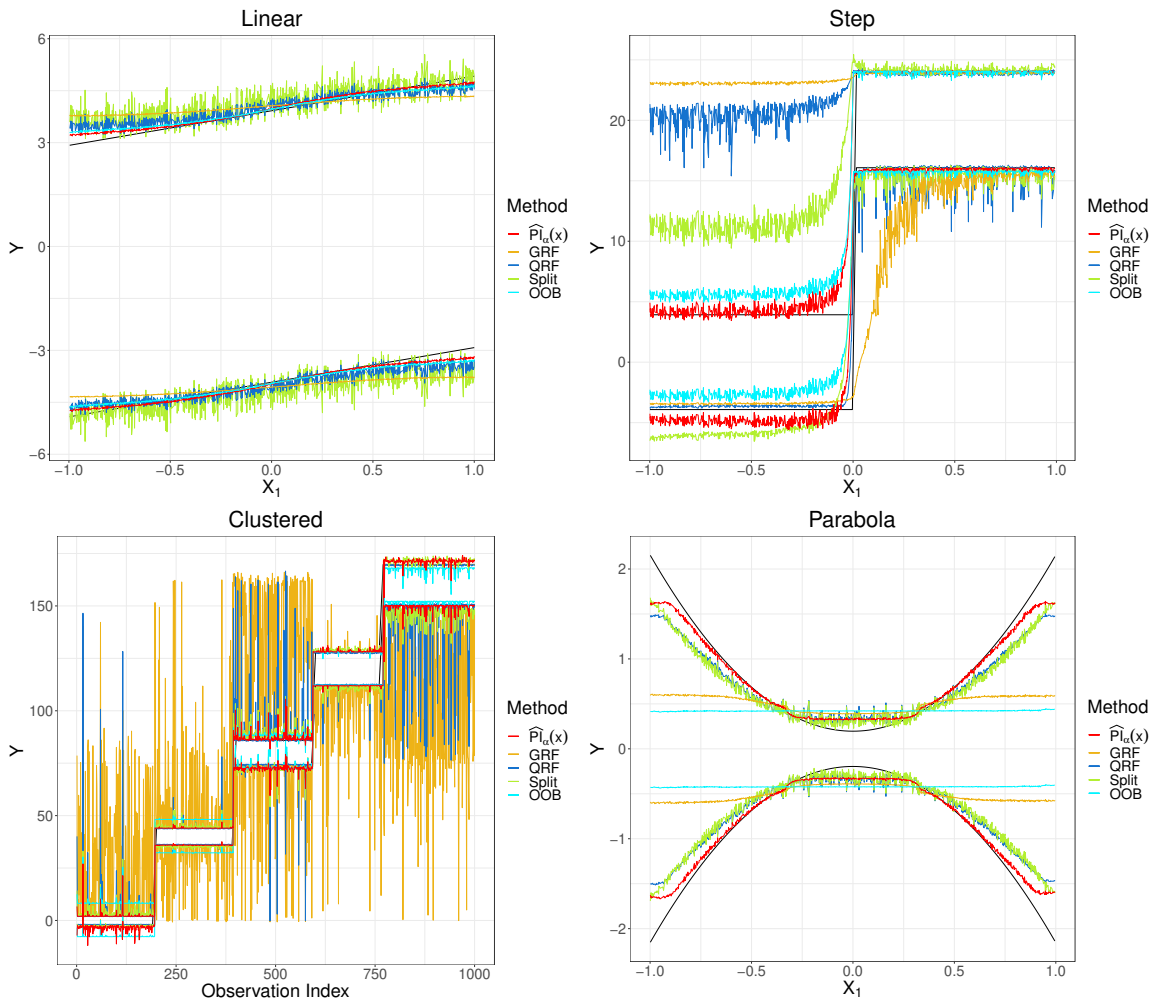 Linear
6
3
0
−3
−6
Y
−1.0 −0.5 0.0 0.5 1.0
X₁
Method
P̂I_α(x)
GRF
QRF
Split
OOB
Step
20
10
0
Y
−1.0 −0.5 0.0 0.5 1.0
X₁
Method
P̂I_α(x)
GRF
QRF
Split
OOB
Clustered
150
100
50
0
Y
0 250 500 750 1000
Observation Index
Method
P̂I_α(x)
GRF
QRF
Split
OOB
Parabola
2
1
0
−1
−2
Y
−1.0 −0.5 0.0 0.5 1.0
X₁
Method
P̂I_α(x)
GRF
QRF
Split
OOB